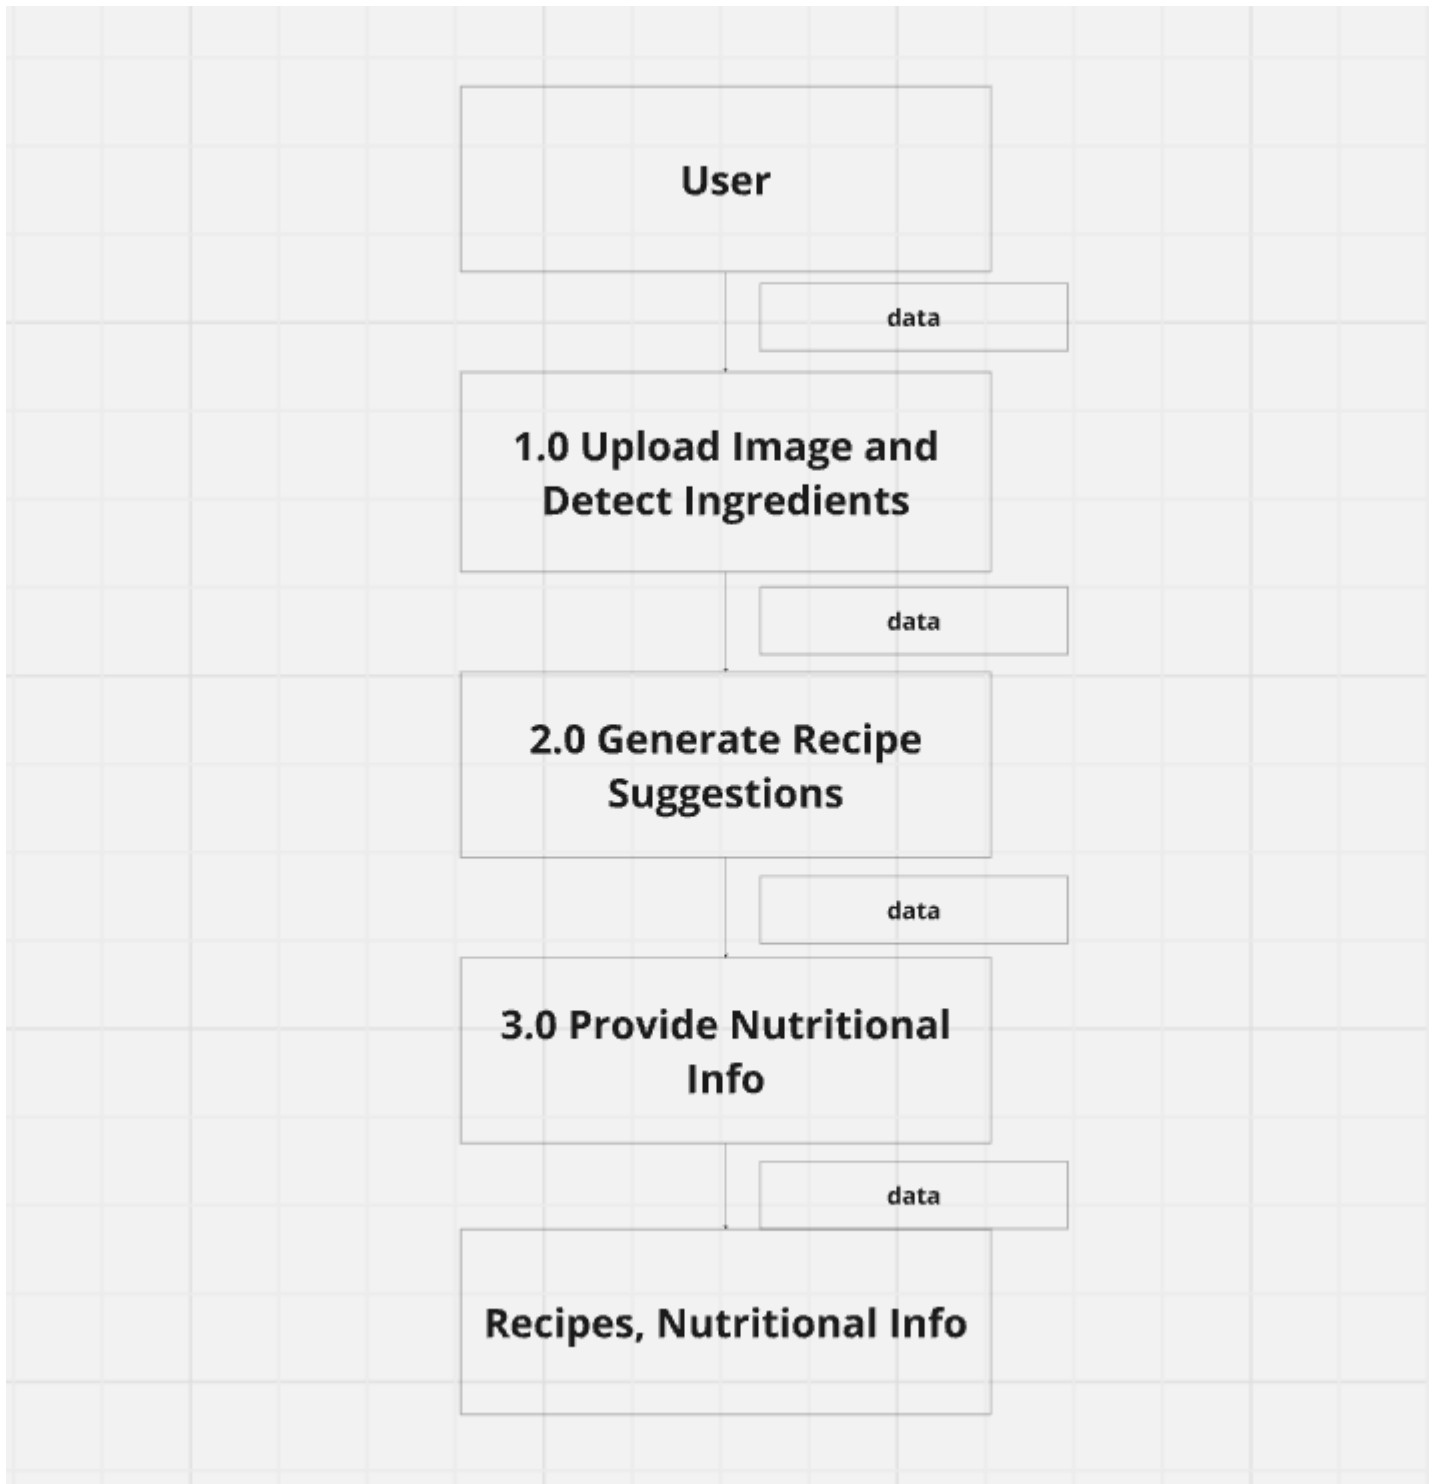 User
data
1.0 Upload Image and
Detect Ingredients
data
2.0 Generate Recipe
Suggestions
data
3.0 Provide Nutritional
Info
data
Recipes, Nutritional Info